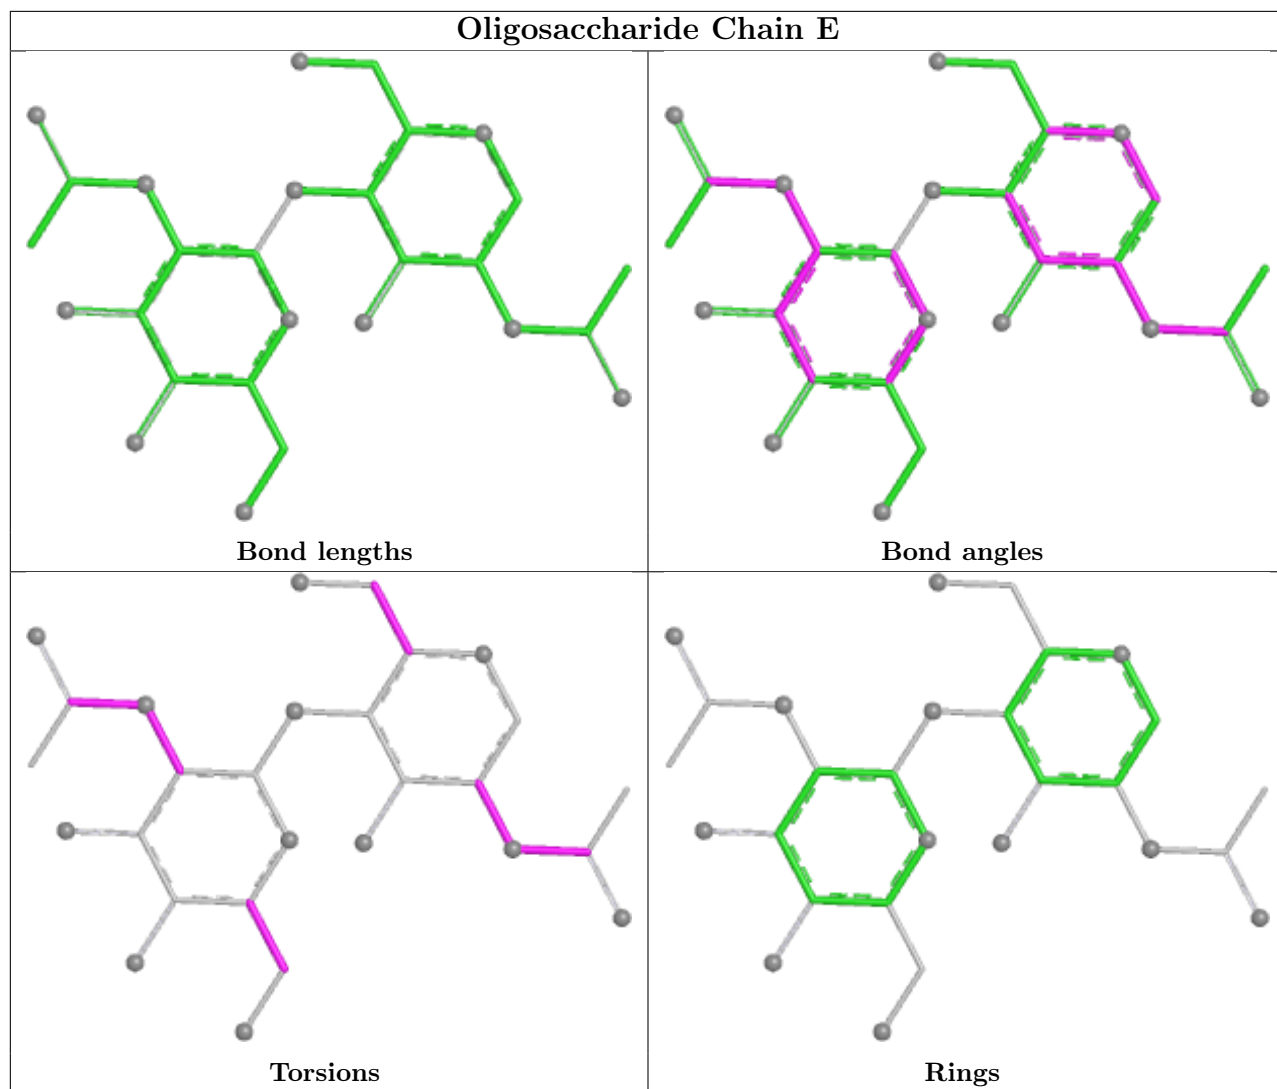 Oligosaccharide Chain E
Bond lengths
Bond angles
Torsions
Rings